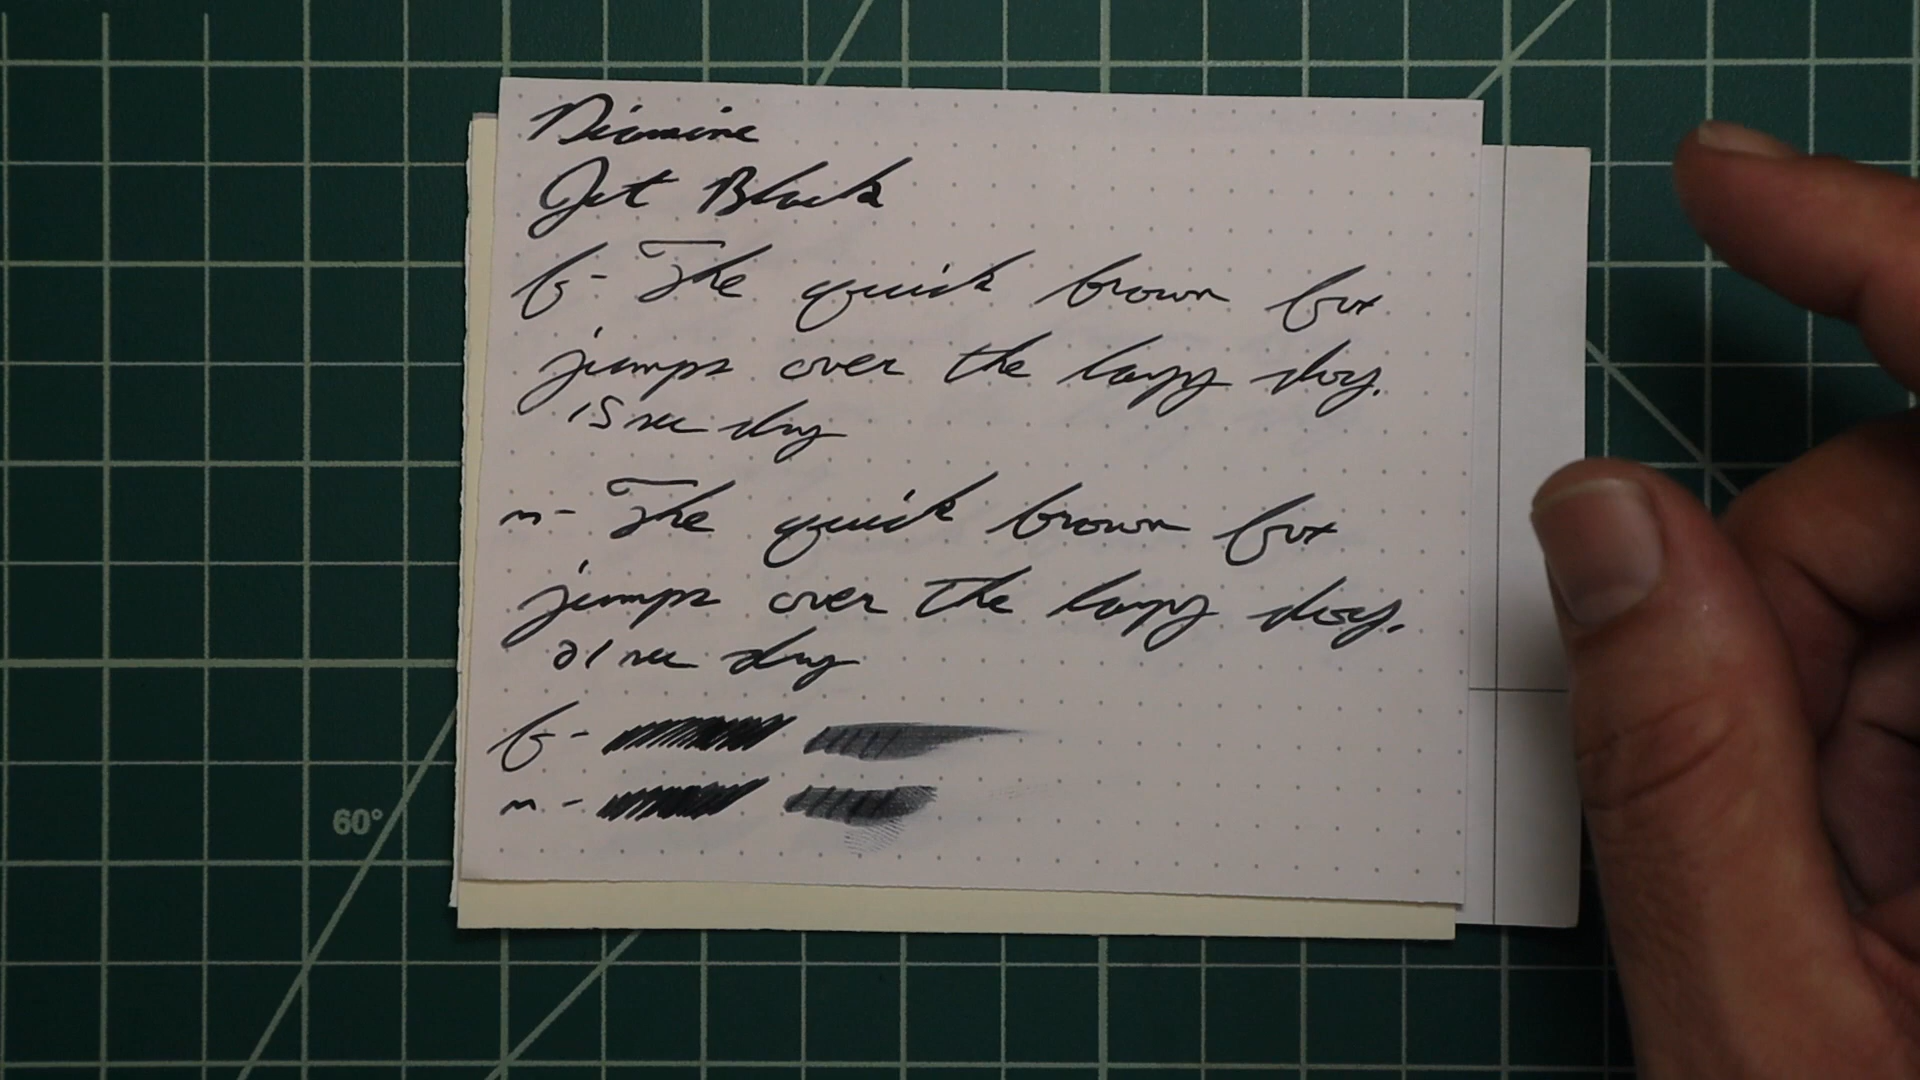 Diamine
Jet Black
f- The quick brown fox
jumps over the lazy dog.
15 sec dry
m- The quick brown fox
jumps over the lazy dog.
21 sec dry
f-
m-
60°